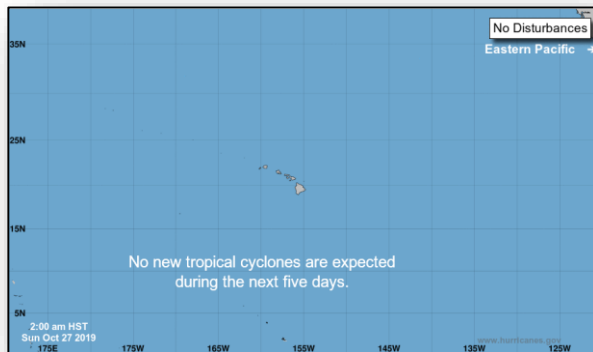 No Disturbances
35N
Eastern Pacific →
25N
15N
No new tropical cyclones are expected
during the next five days.
5N
2:00 am HST
Sun Oct 27 2019
www.hurricanes.gov
175E 175W 165W 155W 145W 135W 125W